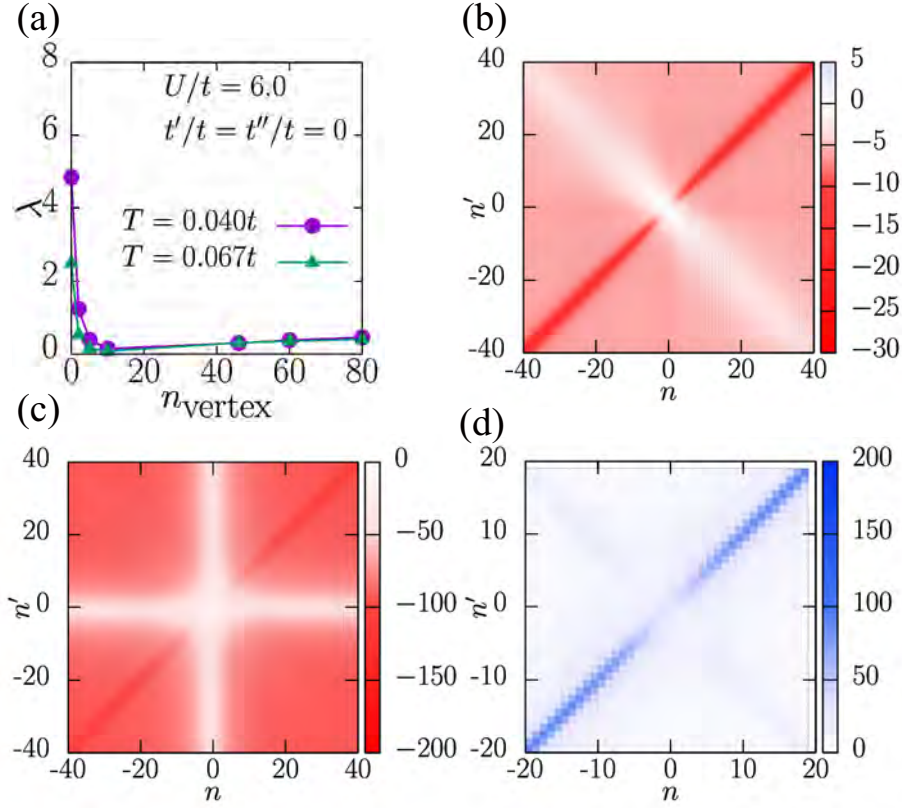 (a)
8
6
4
2
0
λ
U/t = 6.0
t′/t = t″/t = 0
T = 0.040t
T = 0.067t
0 20 40 60 80
nvertex
(b)
40
20
0
-20
-40
n′
-40 -20 0 20 40
n
5
0
−5
−10
−15
−20
−25
−30
(c)
40
20
0
-20
-40
n′
-40 -20 0 20 40
n
0
−50
−100
−150
−200
(d)
20
10
0
-10
-20
n′
-20 -10 0 10 20
n
200
150
100
50
0